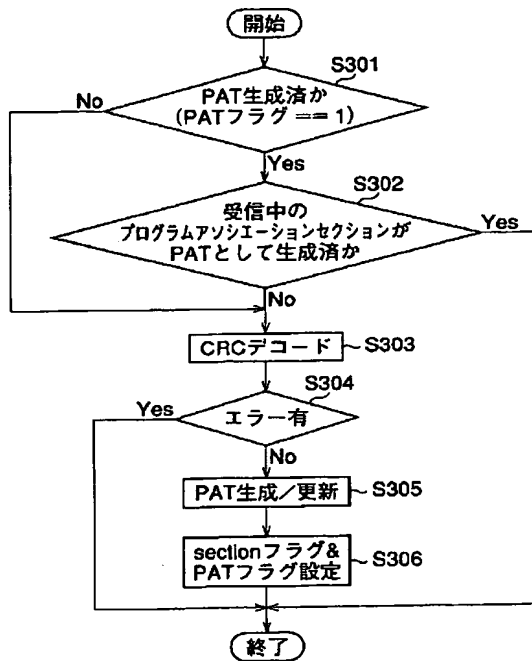 開始
S301
No
PAT生成済か
(PATフラグ == 1)
Yes
S302
受信中の
プログラムアソシエーションセクションが
PATとして生成済か
Yes
No
CRCデコード
S303
S304
Yes
エラー有
No
PAT生成/更新
S305
sectionフラグ&
PATフラグ設定
S306
終了